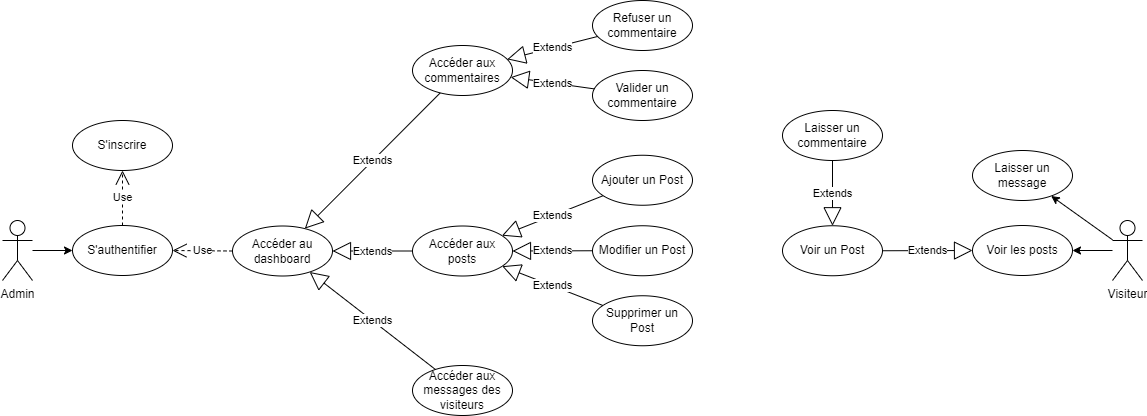 Refuser un
commentaire
Extends
Accéder aux
commentaires
Extends
Valider un
commentaire
Laisser un
commentaire
S'inscrire
Extends
Laisser un
message
Ajouter un Post
Use
Extends
Extends
Admin
S'authentifier
Use
Accéder au
dashboard
Extends
Accéder aux
posts
Extends
Modifier un Post
Voir un Post
Extends
Voir les posts
Visiteur
Extends
Supprimer un
Post
Extends
Accéder aux
messages des
visiteurs